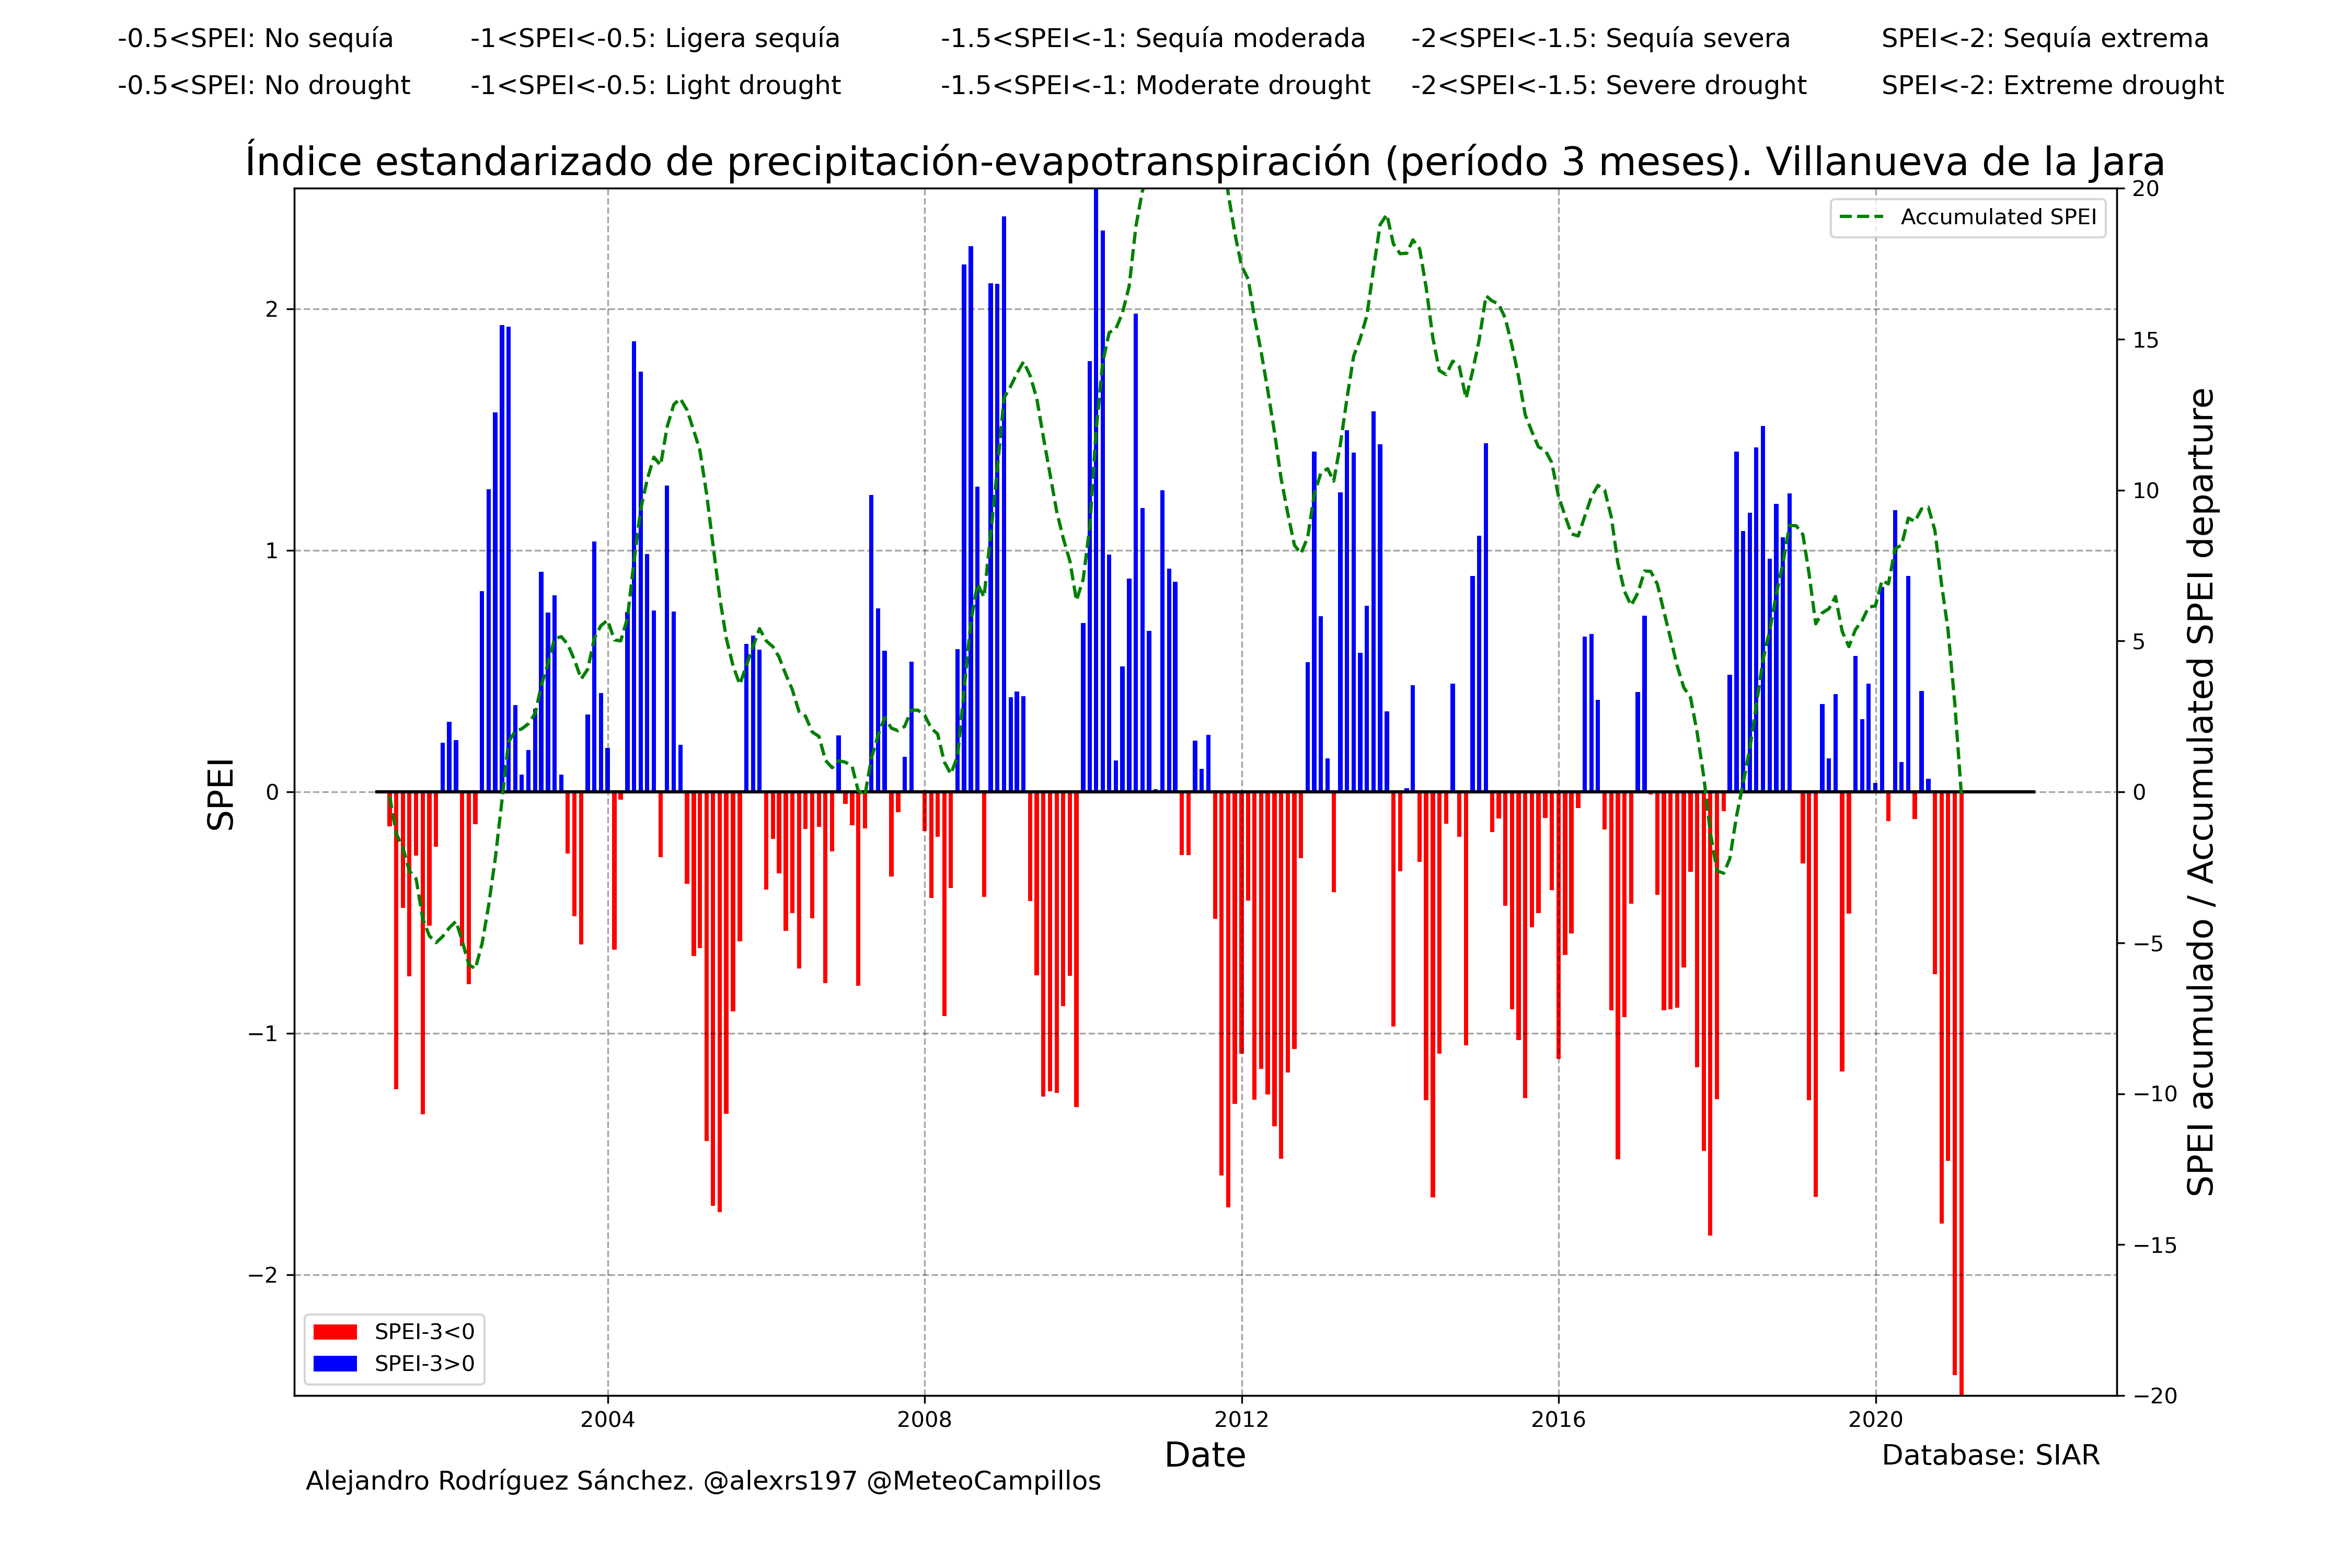 -0.5<SPEI: No sequía -1<SPEI<-0.5: Ligera sequía -1.5<SPEI<-1: Sequía moderada -2<SPEI<-1.5: Sequía severa SPEI<-2: Sequía extrema
-0.5<SPEI: No drought -1<SPEI<-0.5: Light drought -1.5<SPEI<-1: Moderate drought -2<SPEI<-1.5: Severe drought SPEI<-2: Extreme drought
Índice estandarizado de precipitación-evapotranspiración (período 3 meses). Villanueva de la Jara
Accumulated SPEI
SPEI
2
1
0
−1
−2
20
15
10
5
0
−5
−10
−15
−20
SPEI acumulado / Accumulated SPEI departure
SPEI-3<0
SPEI-3>0
2004 2008 2012 2016 2020
Date
Database: SIAR
Alejandro Rodríguez Sánchez. @alexrs197 @MeteoCampillos